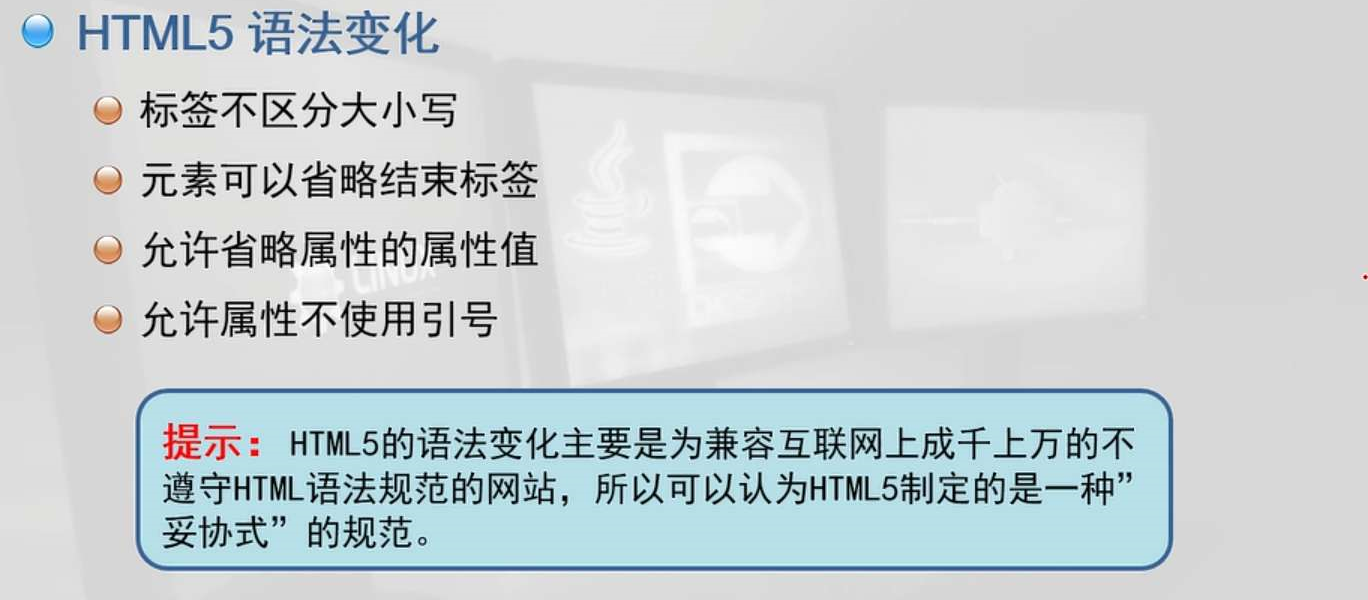 HTML5 语法变化
标签不区分大小写
元素可以省略结束标签
允许省略属性的属性值
允许属性不使用引号
提示： HTML5的语法变化主要是为兼容互联网上成千上万的不
遵守HTML语法规范的网站，所以可以认为HTML5制定的是一种”
妥协式”的规范。